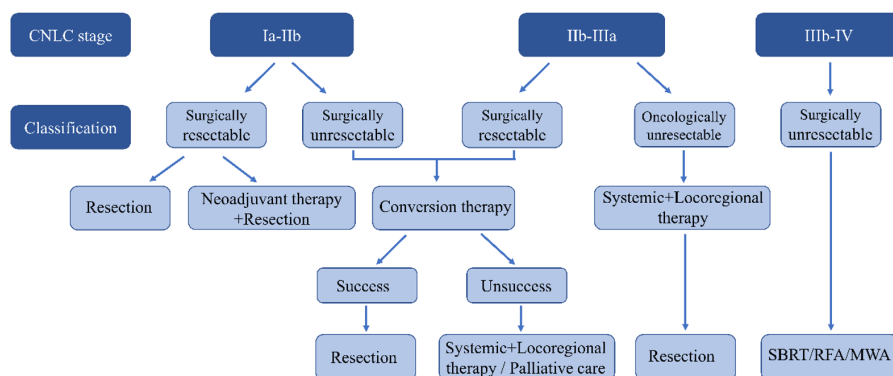 CNLC stage
Ia-IIb
IIb-IIIa
IIIb-IV
Classification
Surgically
resectable
Surgically
unresectable
Surgically
resectable
Oncologically
unresectable
Surgically
unresectable
Resection
Neoadjuvant therapy
+Resection
Conversion therapy
Systemic+Locoregional
therapy
Success
Unsuccess
Resection
Systemic+Locoregional
therapy / Palliative care
Resection
SBRT/RFA/MWA